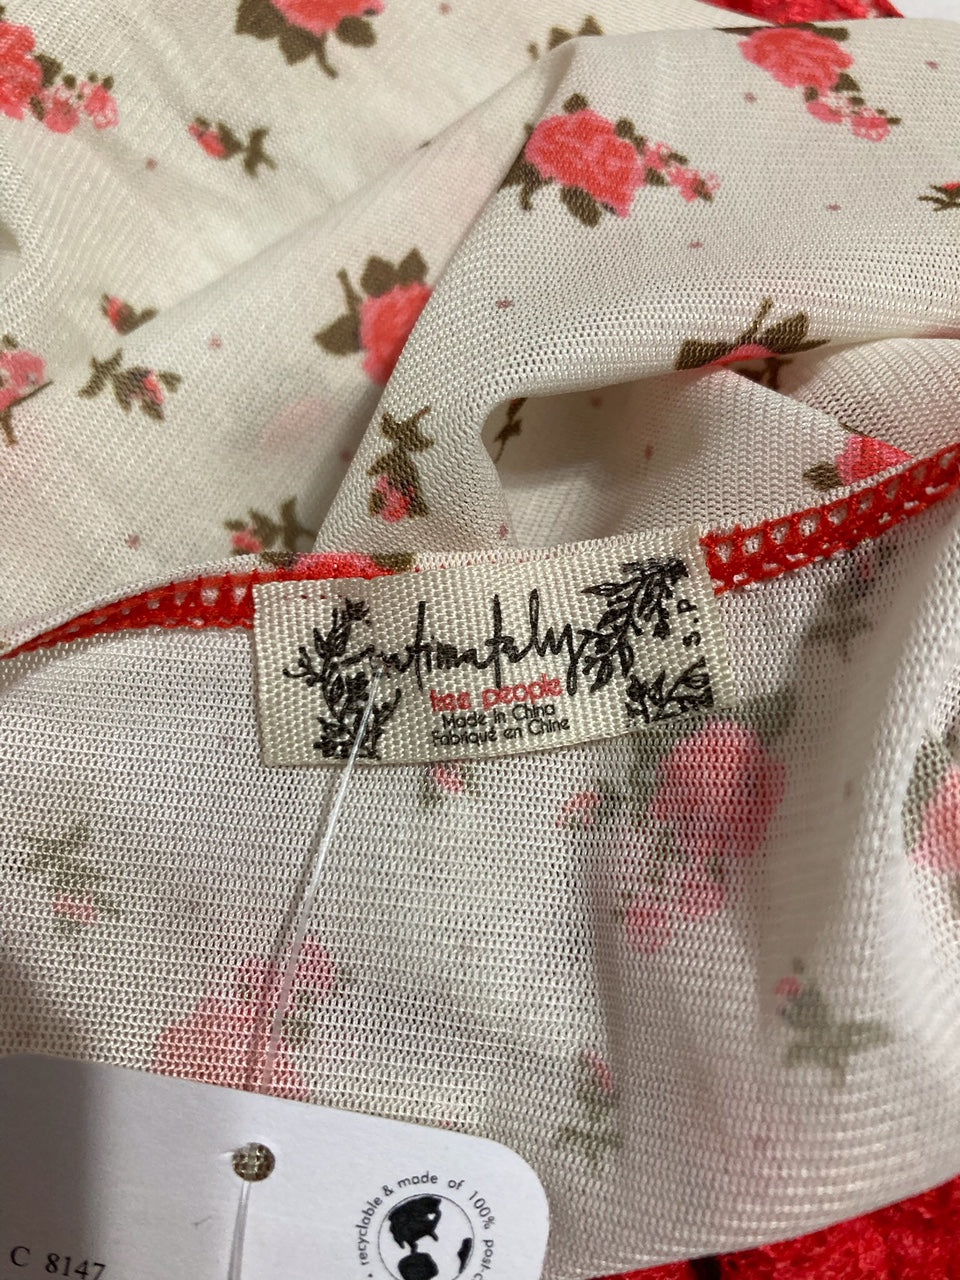 intimately
free people
Made in China
Fabriqué en Chine
S.P
recyclable & made of 100% post-c
C 8147